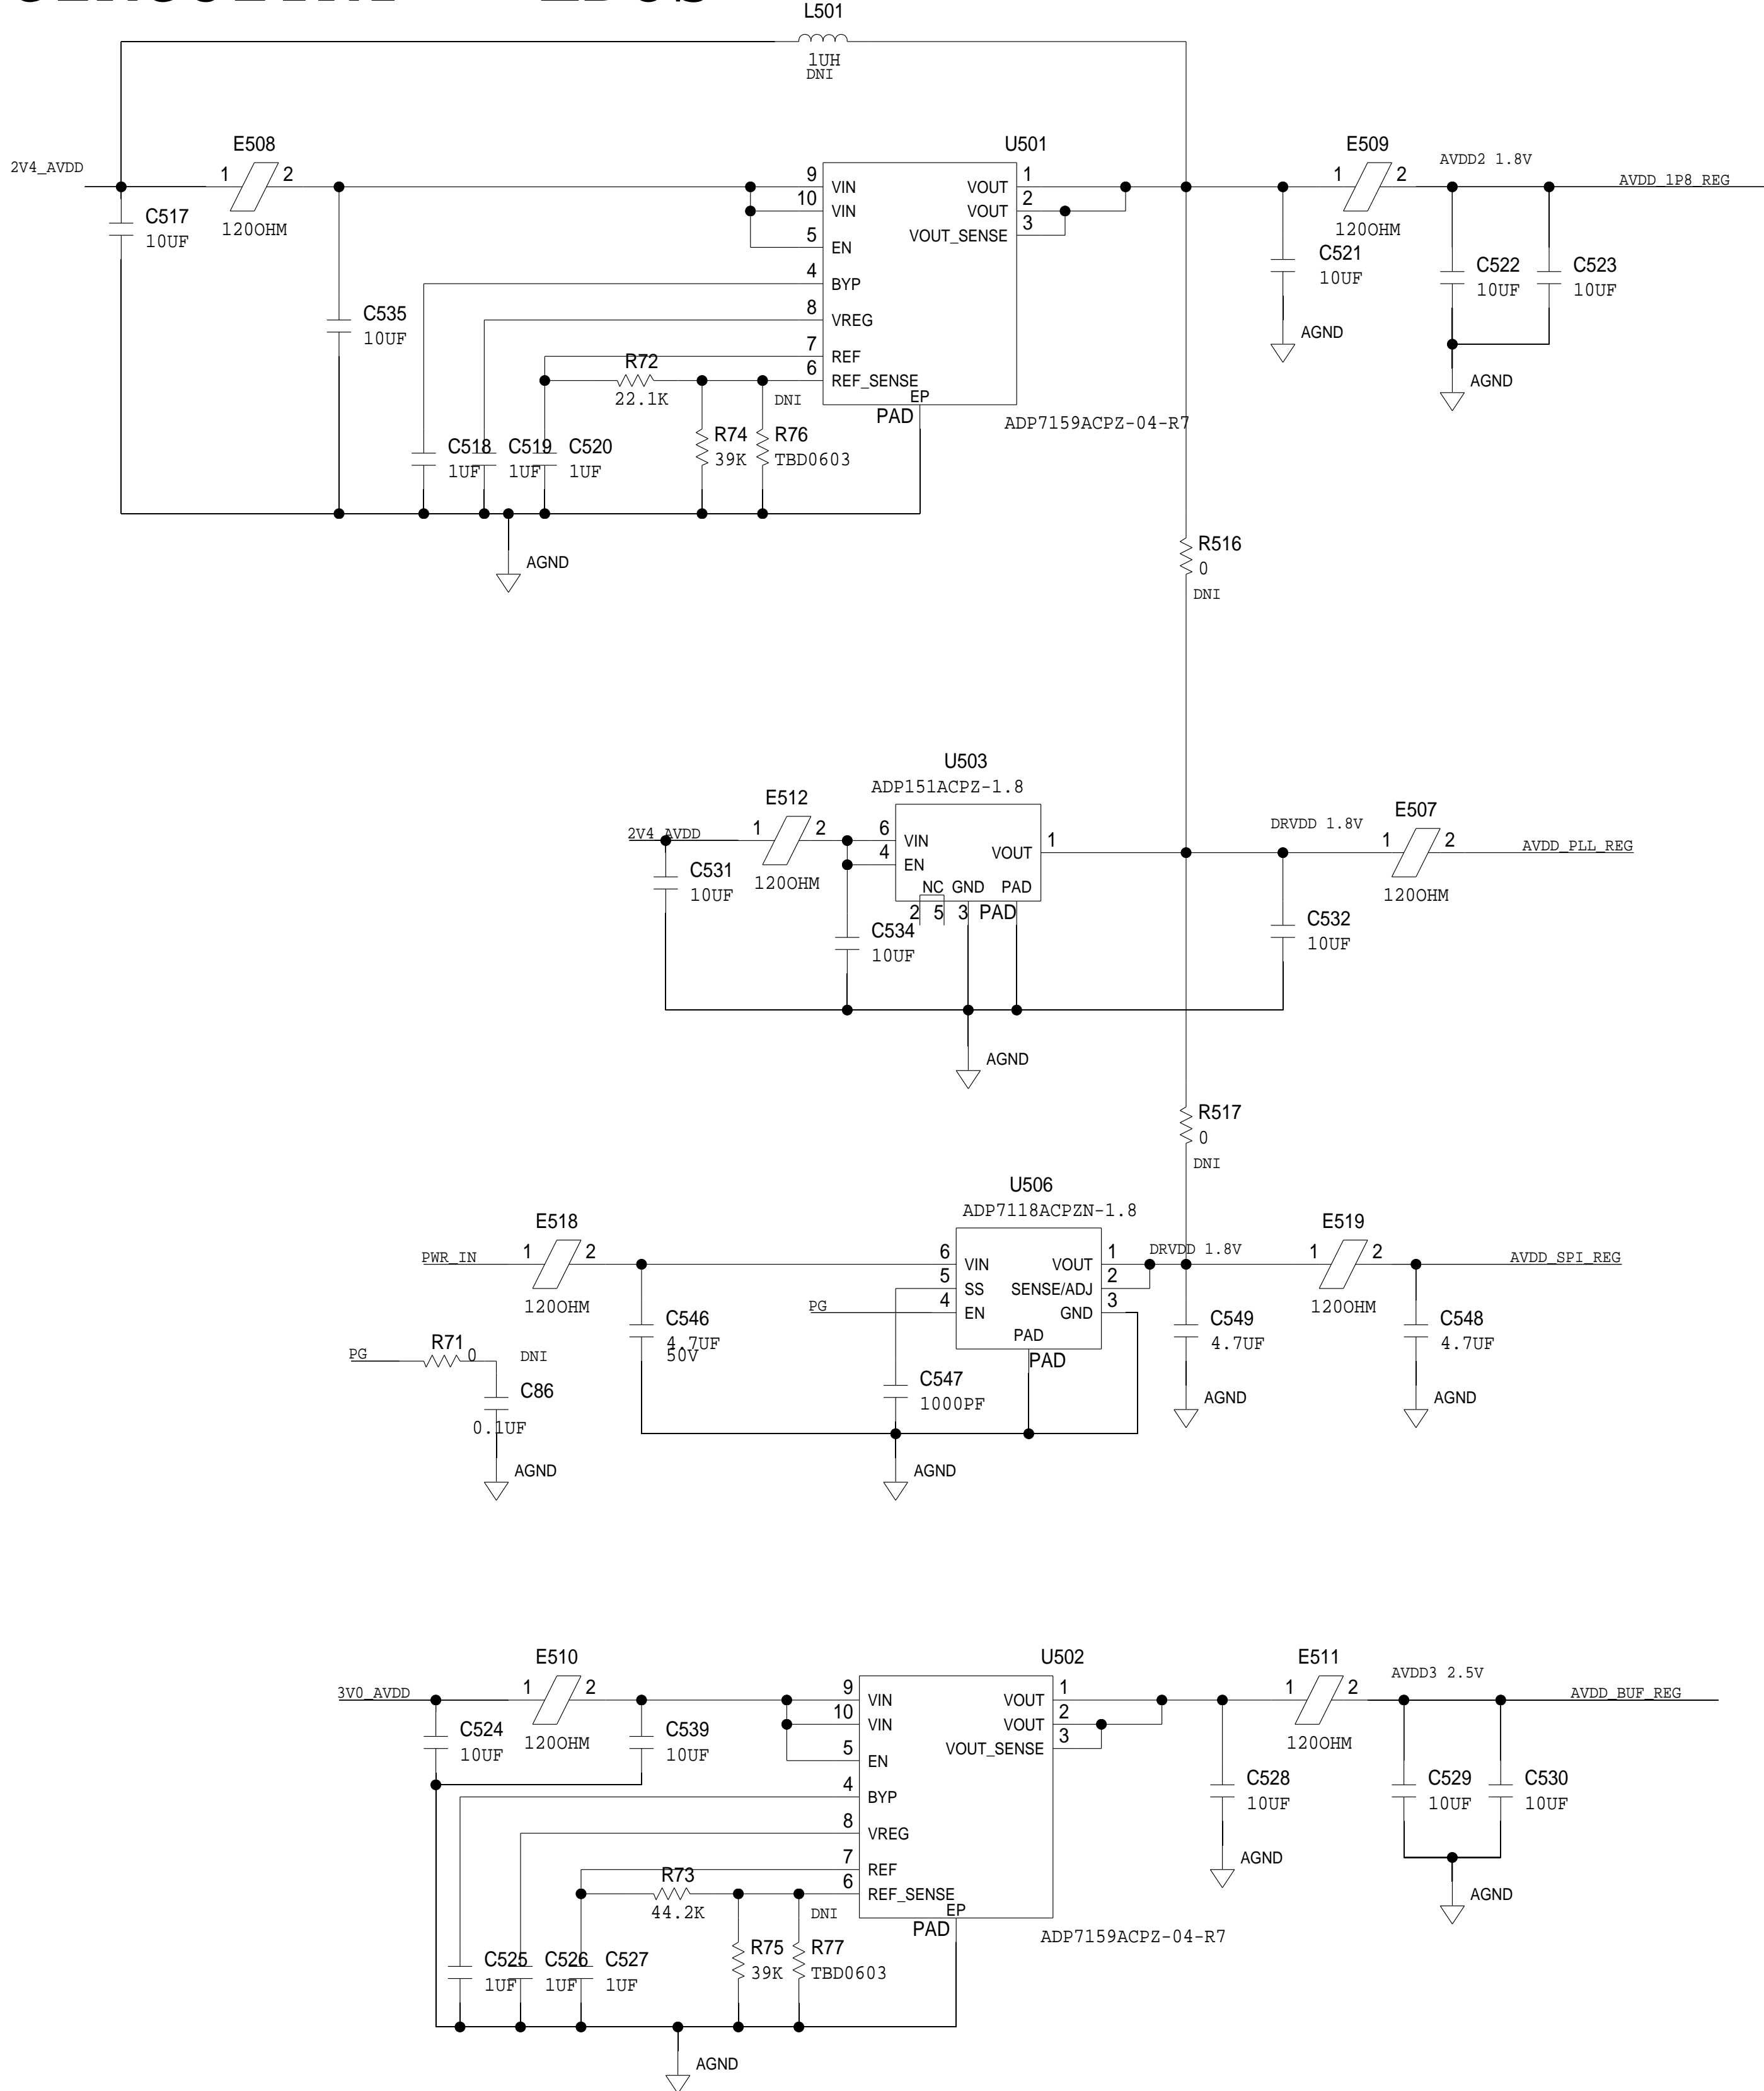 L501
1UH
DNI
E508
U501
E509
2V4_AVDD
1
2
120OHM
C517
10UF
C535
10UF
9
VIN
10
VIN
5
EN
4
BYP
8
VREG
7
REF
6
REF_SENSE
VOUT
1
VOUT
2
VOUT_SENSE
3
EP
PAD
ADP7159ACPZ-04-R7
1
2
120OHM
AVDD2 1.8V
AVDD_1P8_REG
C521
10UF
AGND
C522
10UF
C523
10UF
AGND
R72
22.1K
DNI
C518
1UF
C519
1UF
C520
1UF
R74
39K
R76
TBD0603
AGND
R516
0
DNI
U503
ADP151ACPZ-1.8
E512
2V4_AVDD
1
2
120OHM
6
VIN
4
EN
VOUT
1
NC
GND
PAD
2
5
3
PAD
C531
10UF
C534
10UF
DRVDD 1.8V
E507
1
2
120OHM
AVDD_PLL_REG
C532
10UF
AGND
R517
0
DNI
U506
ADP7118ACPZN-1.8
E518
PWR_IN
1
2
120OHM
6
VIN
5
SS
4
EN
VOUT
1
SENSE/ADJ
2
GND
3
PAD
PAD
PG
DRVDD 1.8V
E519
1
2
120OHM
AVDD_SPI_REG
C546
4.7UF
50V
C549
4.7UF
C548
4.7UF
PG
R71
0
DNI
C86
0.1UF
AGND
C547
1000PF
AGND
AGND
AGND
E510
U502
E511
3V0_AVDD
1
2
120OHM
C524
10UF
C539
10UF
9
VIN
10
VIN
5
EN
4
BYP
8
VREG
7
REF
6
REF_SENSE
VOUT
1
VOUT
2
VOUT_SENSE
3
EP
PAD
ADP7159ACPZ-04-R7
1
2
120OHM
AVDD3 2.5V
AVDD_BUF_REG
C528
10UF
AGND
C529
10UF
C530
10UF
AGND
R73
44.2K
DNI
C525
1UF
C526
1UF
C527
1UF
R75
39K
R77
TBD0603
AGND